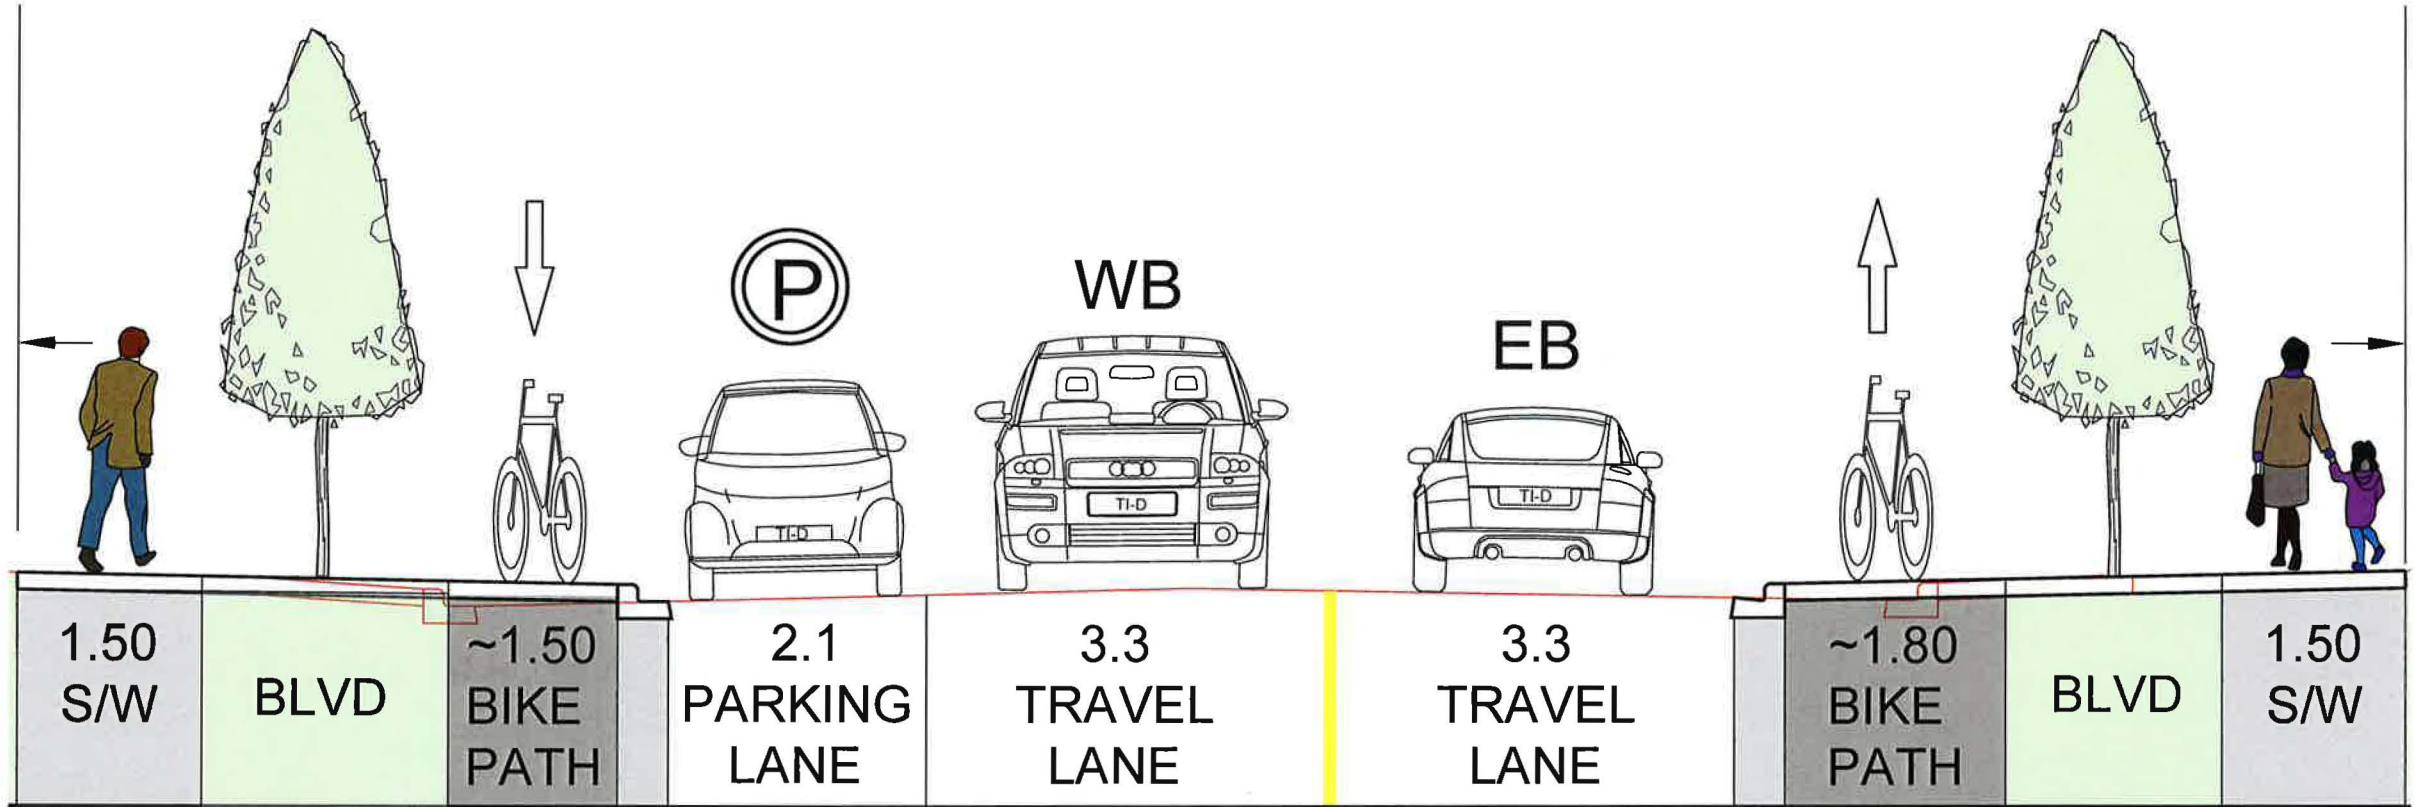 P
WB
EB
TI-D
TI-D
TI-D
1.50
S/W
BLVD
~1.50
BIKE
PATH
2.1
PARKING
LANE
3.3
TRAVEL
LANE
3.3
TRAVEL
LANE
~1.80
BIKE
PATH
BLVD
1.50
S/W